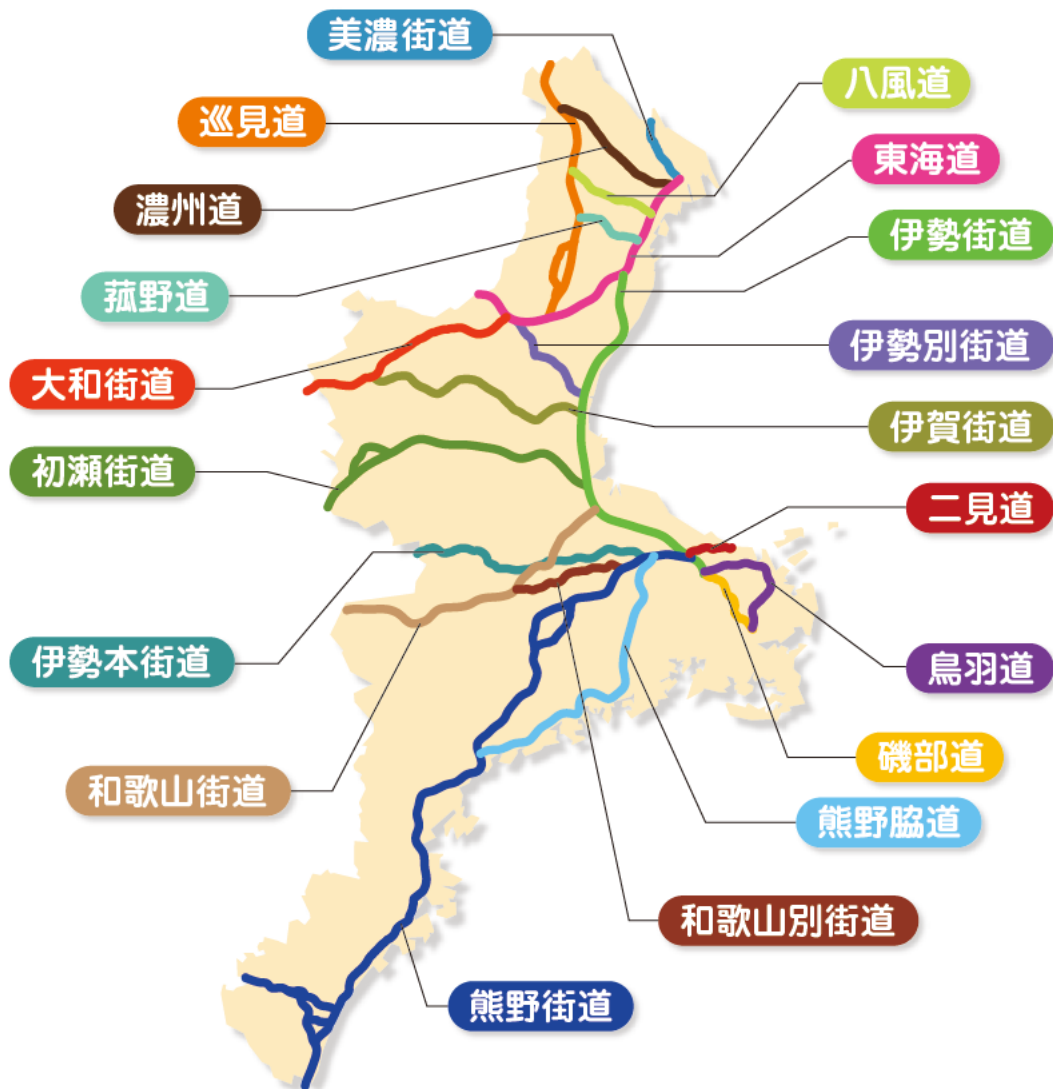 美濃街道
八風道
巡見道
東海道
濃州道
伊勢街道
菰野道
伊勢別街道
大和街道
伊賀街道
初瀬街道
二見道
伊勢本街道
鳥羽道
磯部道
和歌山街道
熊野脇道
和歌山別街道
熊野街道